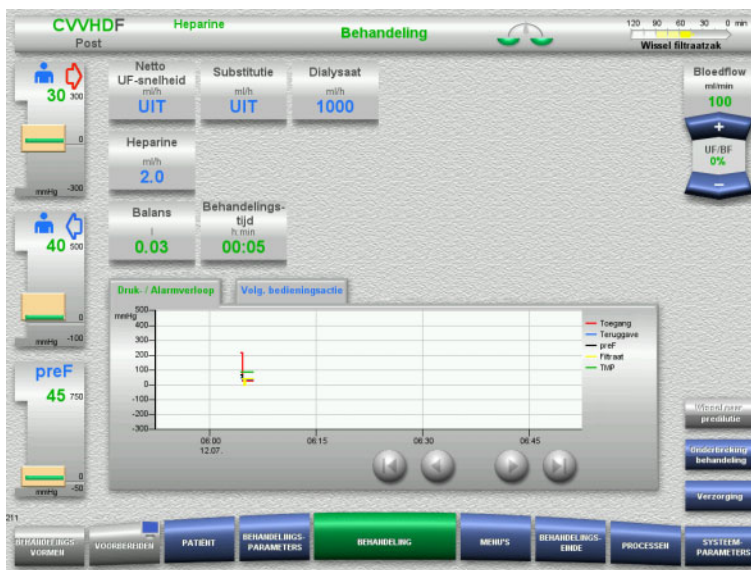 CVVHDF
Post
Heparine
Behandeling
120 90 60 30 0 min
Wissel filtraatzak
30 300
0
mmHg -300
40 500
0
mmHg -100
preF
45 750
0
mmHg -50
Netto
UF-snelheid
ml/h
UIT
Substitutie
ml/h
UIT
Dialysaat
ml/h
1000
Heparine
ml/h
2.0
Balans
l
0.03
Behandelings-
tijd
h:min
00:05
Bloedflow
ml/min
100
+
UF/BF
0%
–
Druk- / Alarmverloop
Volg. bedieningsactie
mmHg
500
400
300
200
100
0
-100
-200
-300
06:00
12.07.
06:15
06:30
06:45
Toegang
Teruggave
preF
Filtraat
TMP
Wissel naar
predilutie
Onderbreking
behandeling
Verzorging
211
BEHANDELINGS-
VORMEN
VOORBEREIDEN
PATIËNT
BEHANDELINGS-
PARAMETERS
BEHANDELING
MENU'S
BEHANDELINGS-
EINDE
PROCESSEN
SYSTEEM-
PARAMETERS